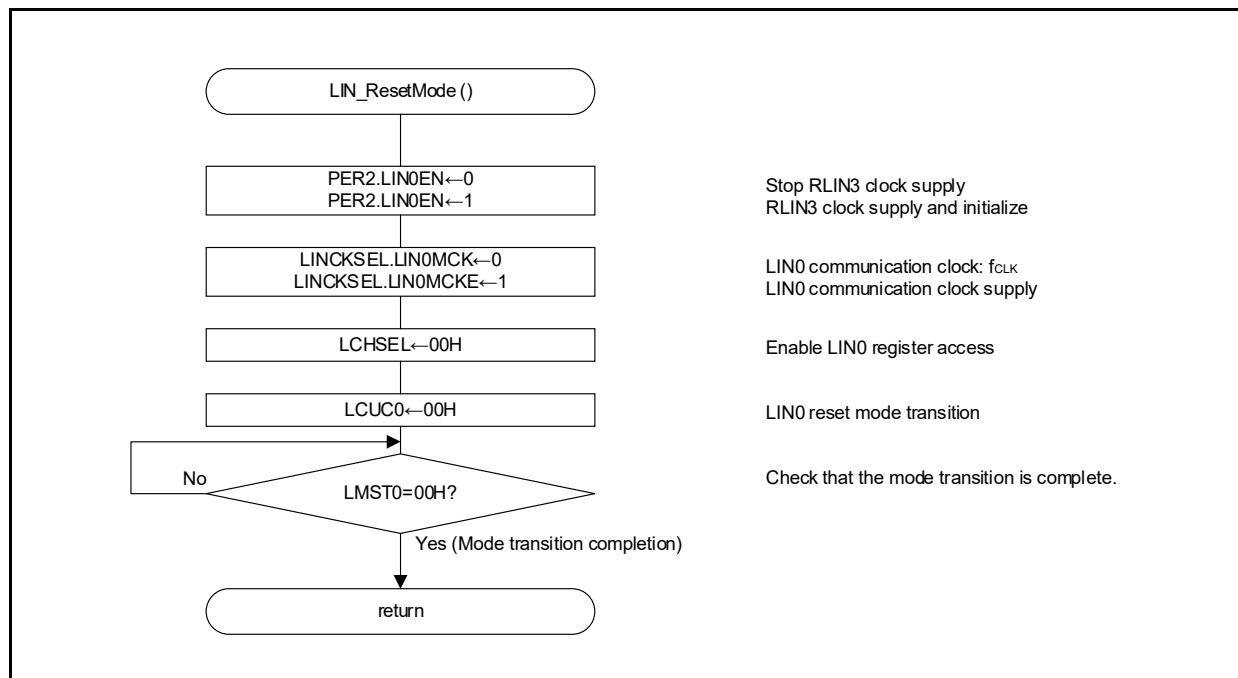 LIN_ResetMode ()
PER2.LIN0EN←0
PER2.LIN0EN←1
Stop RLIN3 clock supply
RLIN3 clock supply and initialize
LINCKSEL.LIN0MCK←0
LINCKSEL.LIN0MCKE←1
LIN0 communication clock: fCLK
LIN0 communication clock supply
LCHSEL←00H
Enable LIN0 register access
LCUC0←00H
LIN0 reset mode transition
No
LMST0=00H?
Check that the mode transition is complete.
Yes (Mode transition completion)
return